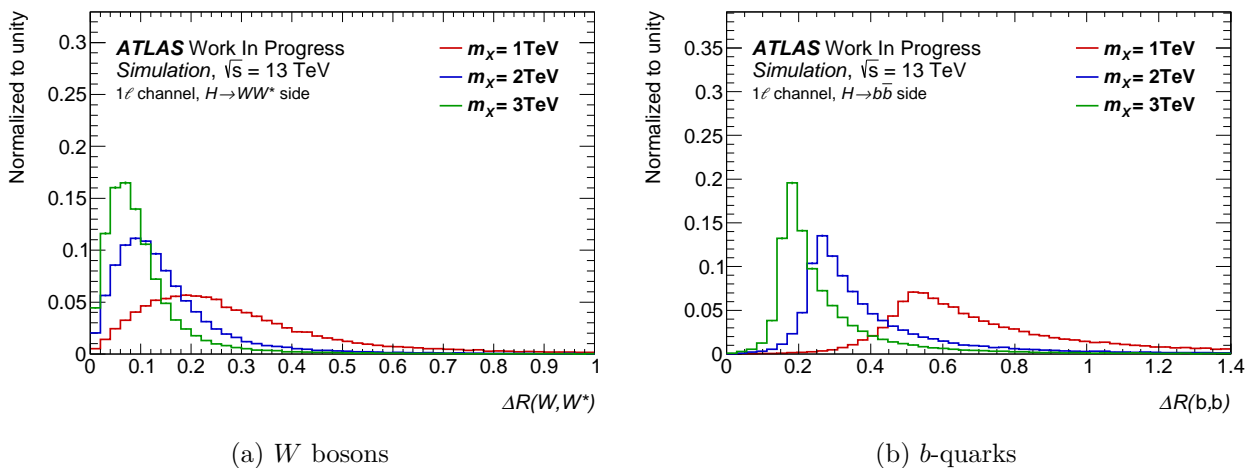 Normalized to unity
0.3
0.25
0.2
0.15
0.1
0.05
0
ATLAS Work In Progress
Simulation, √s = 13 TeV
1ℓ channel, H→WW* side
m_X = 1TeV
m_X = 2TeV
m_X = 3TeV
0 0.1 0.2 0.3 0.4 0.5 0.6 0.7 0.8 0.9 1
ΔR(W,W*)
(a) W bosons
Normalized to unity
0.35
0.3
0.25
0.2
0.15
0.1
0.05
0
ATLAS Work In Progress
Simulation, √s = 13 TeV
1ℓ channel, H→bb̄ side
m_X = 1TeV
m_X = 2TeV
m_X = 3TeV
0 0.2 0.4 0.6 0.8 1 1.2 1.4
ΔR(b,b)
(b) b-quarks